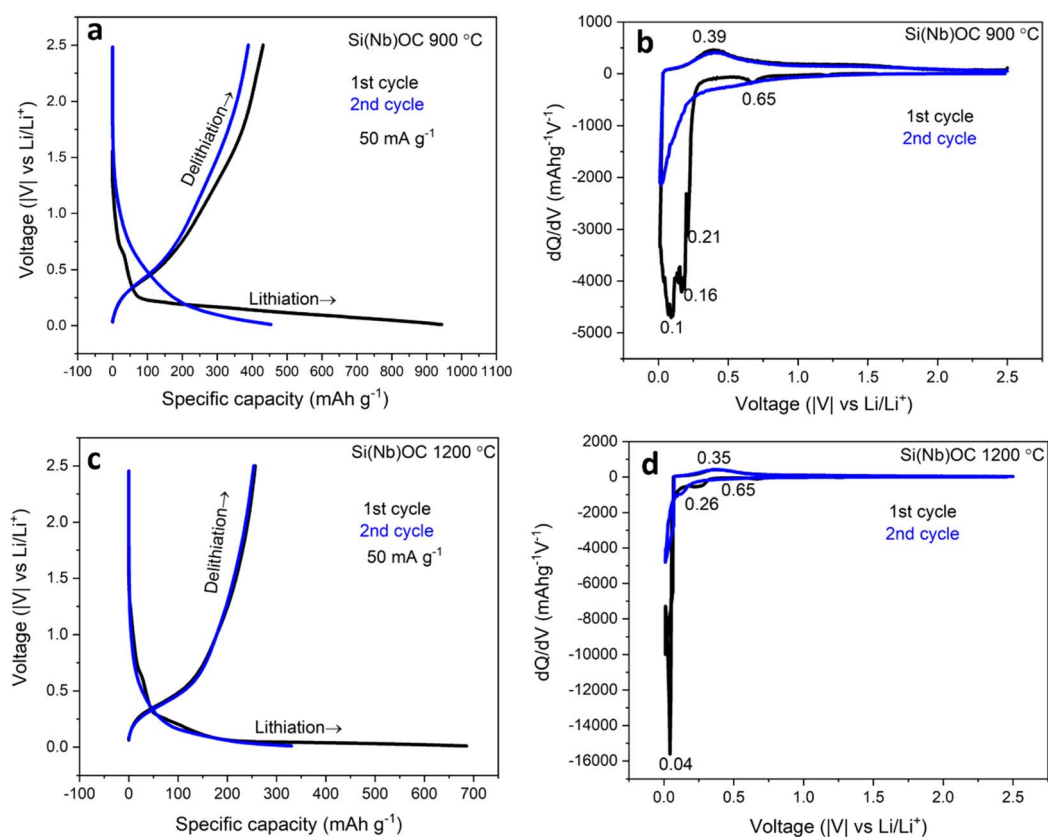 a
Si(Nb)OC 900 °C
1st cycle
2nd cycle
50 mA g⁻¹
Delithiation→
Lithiation→
2.5
2.0
1.5
1.0
0.5
0.0
-100 0 100 200 300 400 500 600 700 800 900 1000 1100
Voltage (|V| vs Li/Li⁺)
Specific capacity (mAh g⁻¹)
b
Si(Nb)OC 900 °C
0.39
0.65
1st cycle
2nd cycle
0.21
0.16
0.1
1000
0
-1000
-2000
-3000
-4000
-5000
0.0 0.5 1.0 1.5 2.0 2.5
dQ/dV (mAhg⁻¹V⁻¹)
Voltage (|V| vs Li/Li⁺)
c
Si(Nb)OC 1200 °C
1st cycle
2nd cycle
50 mA g⁻¹
Delithiation→
Lithiation→
2.5
2.0
1.5
1.0
0.5
0.0
-100 0 100 200 300 400 500 600 700
Voltage (|V| vs Li/Li⁺)
Specific capacity (mAh g⁻¹)
d
Si(Nb)OC 1200 °C
0.35
0.65
0.26
1st cycle
2nd cycle
0.04
2000
0
-2000
-4000
-6000
-8000
-10000
-12000
-14000
-16000
0.0 0.5 1.0 1.5 2.0 2.5
dQ/dV (mAhg⁻¹V⁻¹)
Voltage (|V| vs Li/Li⁺)